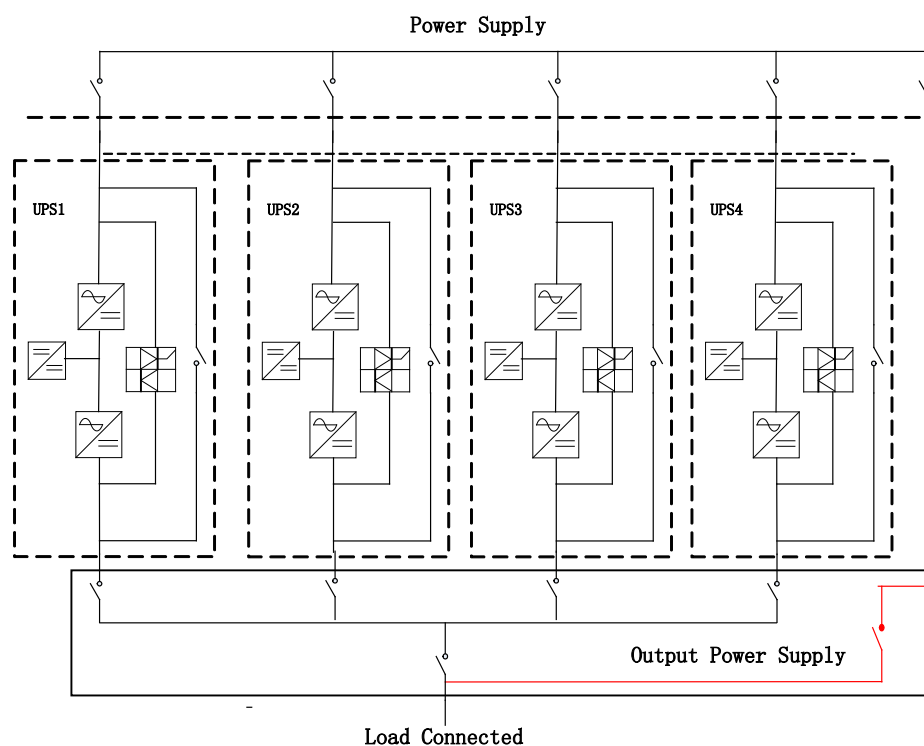 Power Supply
UPS1
UPS2
UPS3
UPS4
Output Power Supply
Load Connected